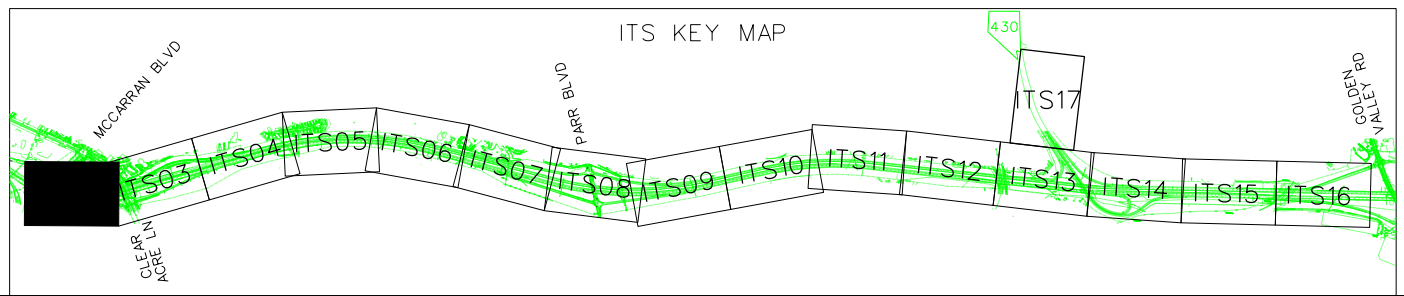 ITS KEY MAP
430
MCCARRAN BLVD
PARR BLVD
GOLDEN
VALLEY RD
ITS17
ITS03
ITS04
ITS05
ITS06
ITS07
ITS08
ITS09
ITS10
ITS11
ITS12
ITS13
ITS14
ITS15
ITS16
CLEAR
ACRE LN